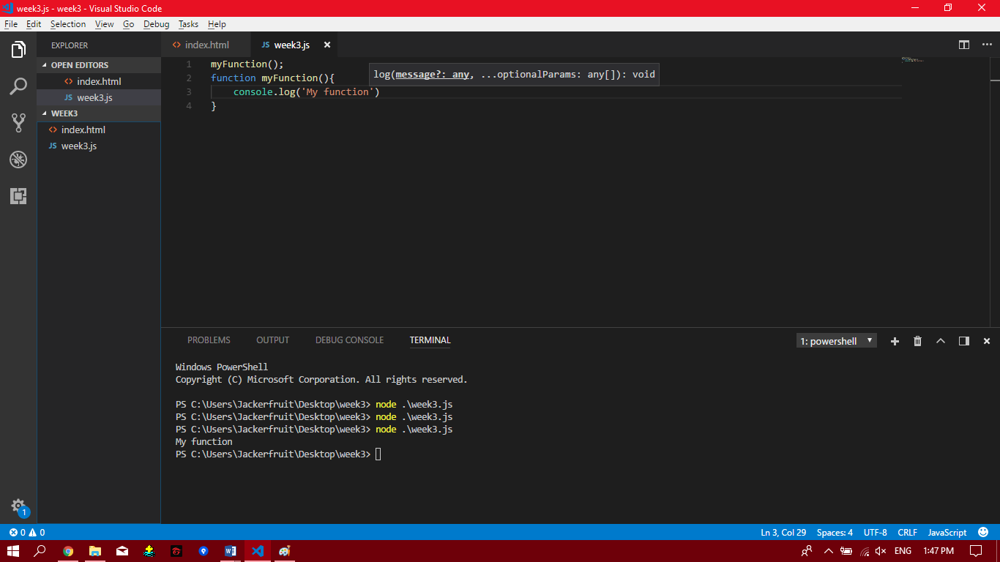 week3.js - week3 - Visual Studio Code
File Edit Selection View Go Debug Tasks Help
EXPLORER
OPEN EDITORS
index.html
JS week3.js
WEEK3
index.html
JS week3.js
1
index.html
JS week3.js
1 myFunction();
2 function myFunction(){
log(message?: any, ...optionalParams: any[]): void
3 console.log('My function')
4 }
PROBLEMS OUTPUT DEBUG CONSOLE TERMINAL
1: powershell
Windows PowerShell
Copyright (C) Microsoft Corporation. All rights reserved.
PS C:\Users\Jackerfruit\Desktop\week3> node .\week3.js
PS C:\Users\Jackerfruit\Desktop\week3> node .\week3.js
PS C:\Users\Jackerfruit\Desktop\week3> node .\week3.js
My function
PS C:\Users\Jackerfruit\Desktop\week3>
0 0 Ln 3, Col 29 Spaces: 4 UTF-8 CRLF JavaScript
ENG 1:47 PM